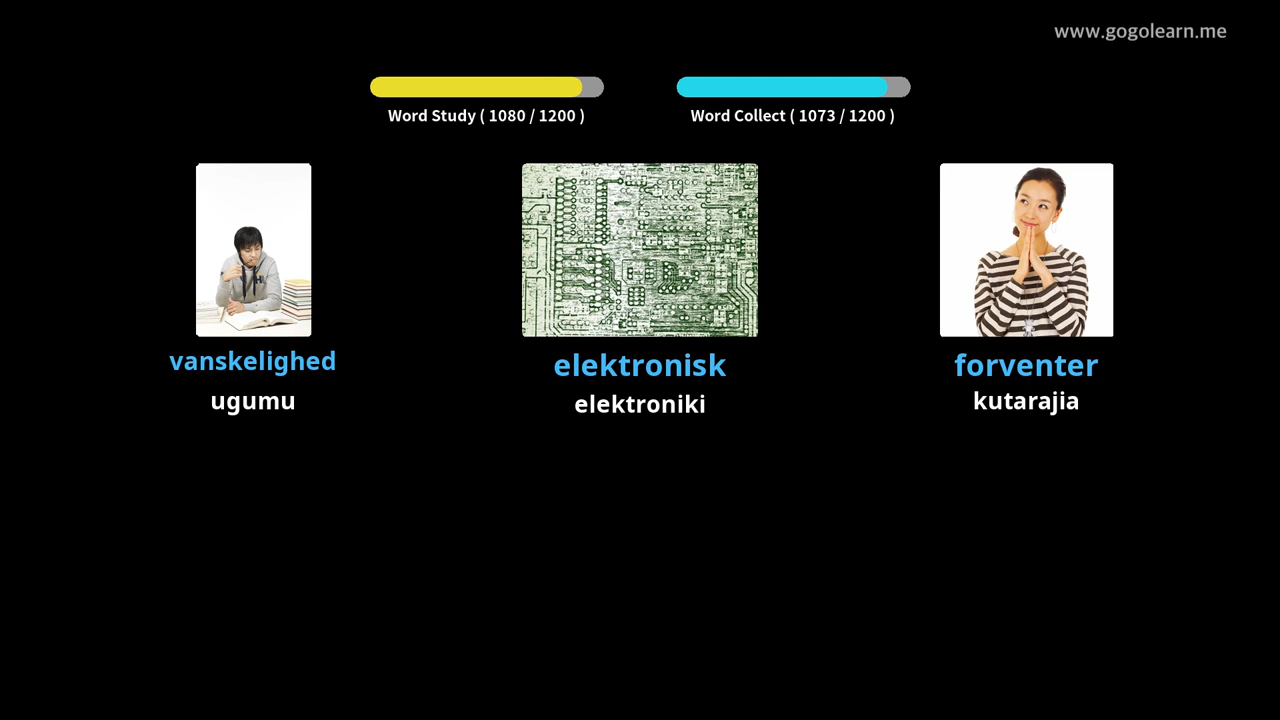 www.gogolearn.me
Word Study ( 1080 / 1200 )
Word Collect ( 1073 / 1200 )
vanskelighed
elektronisk
forventer
ugumu
elektroniki
kutarajia